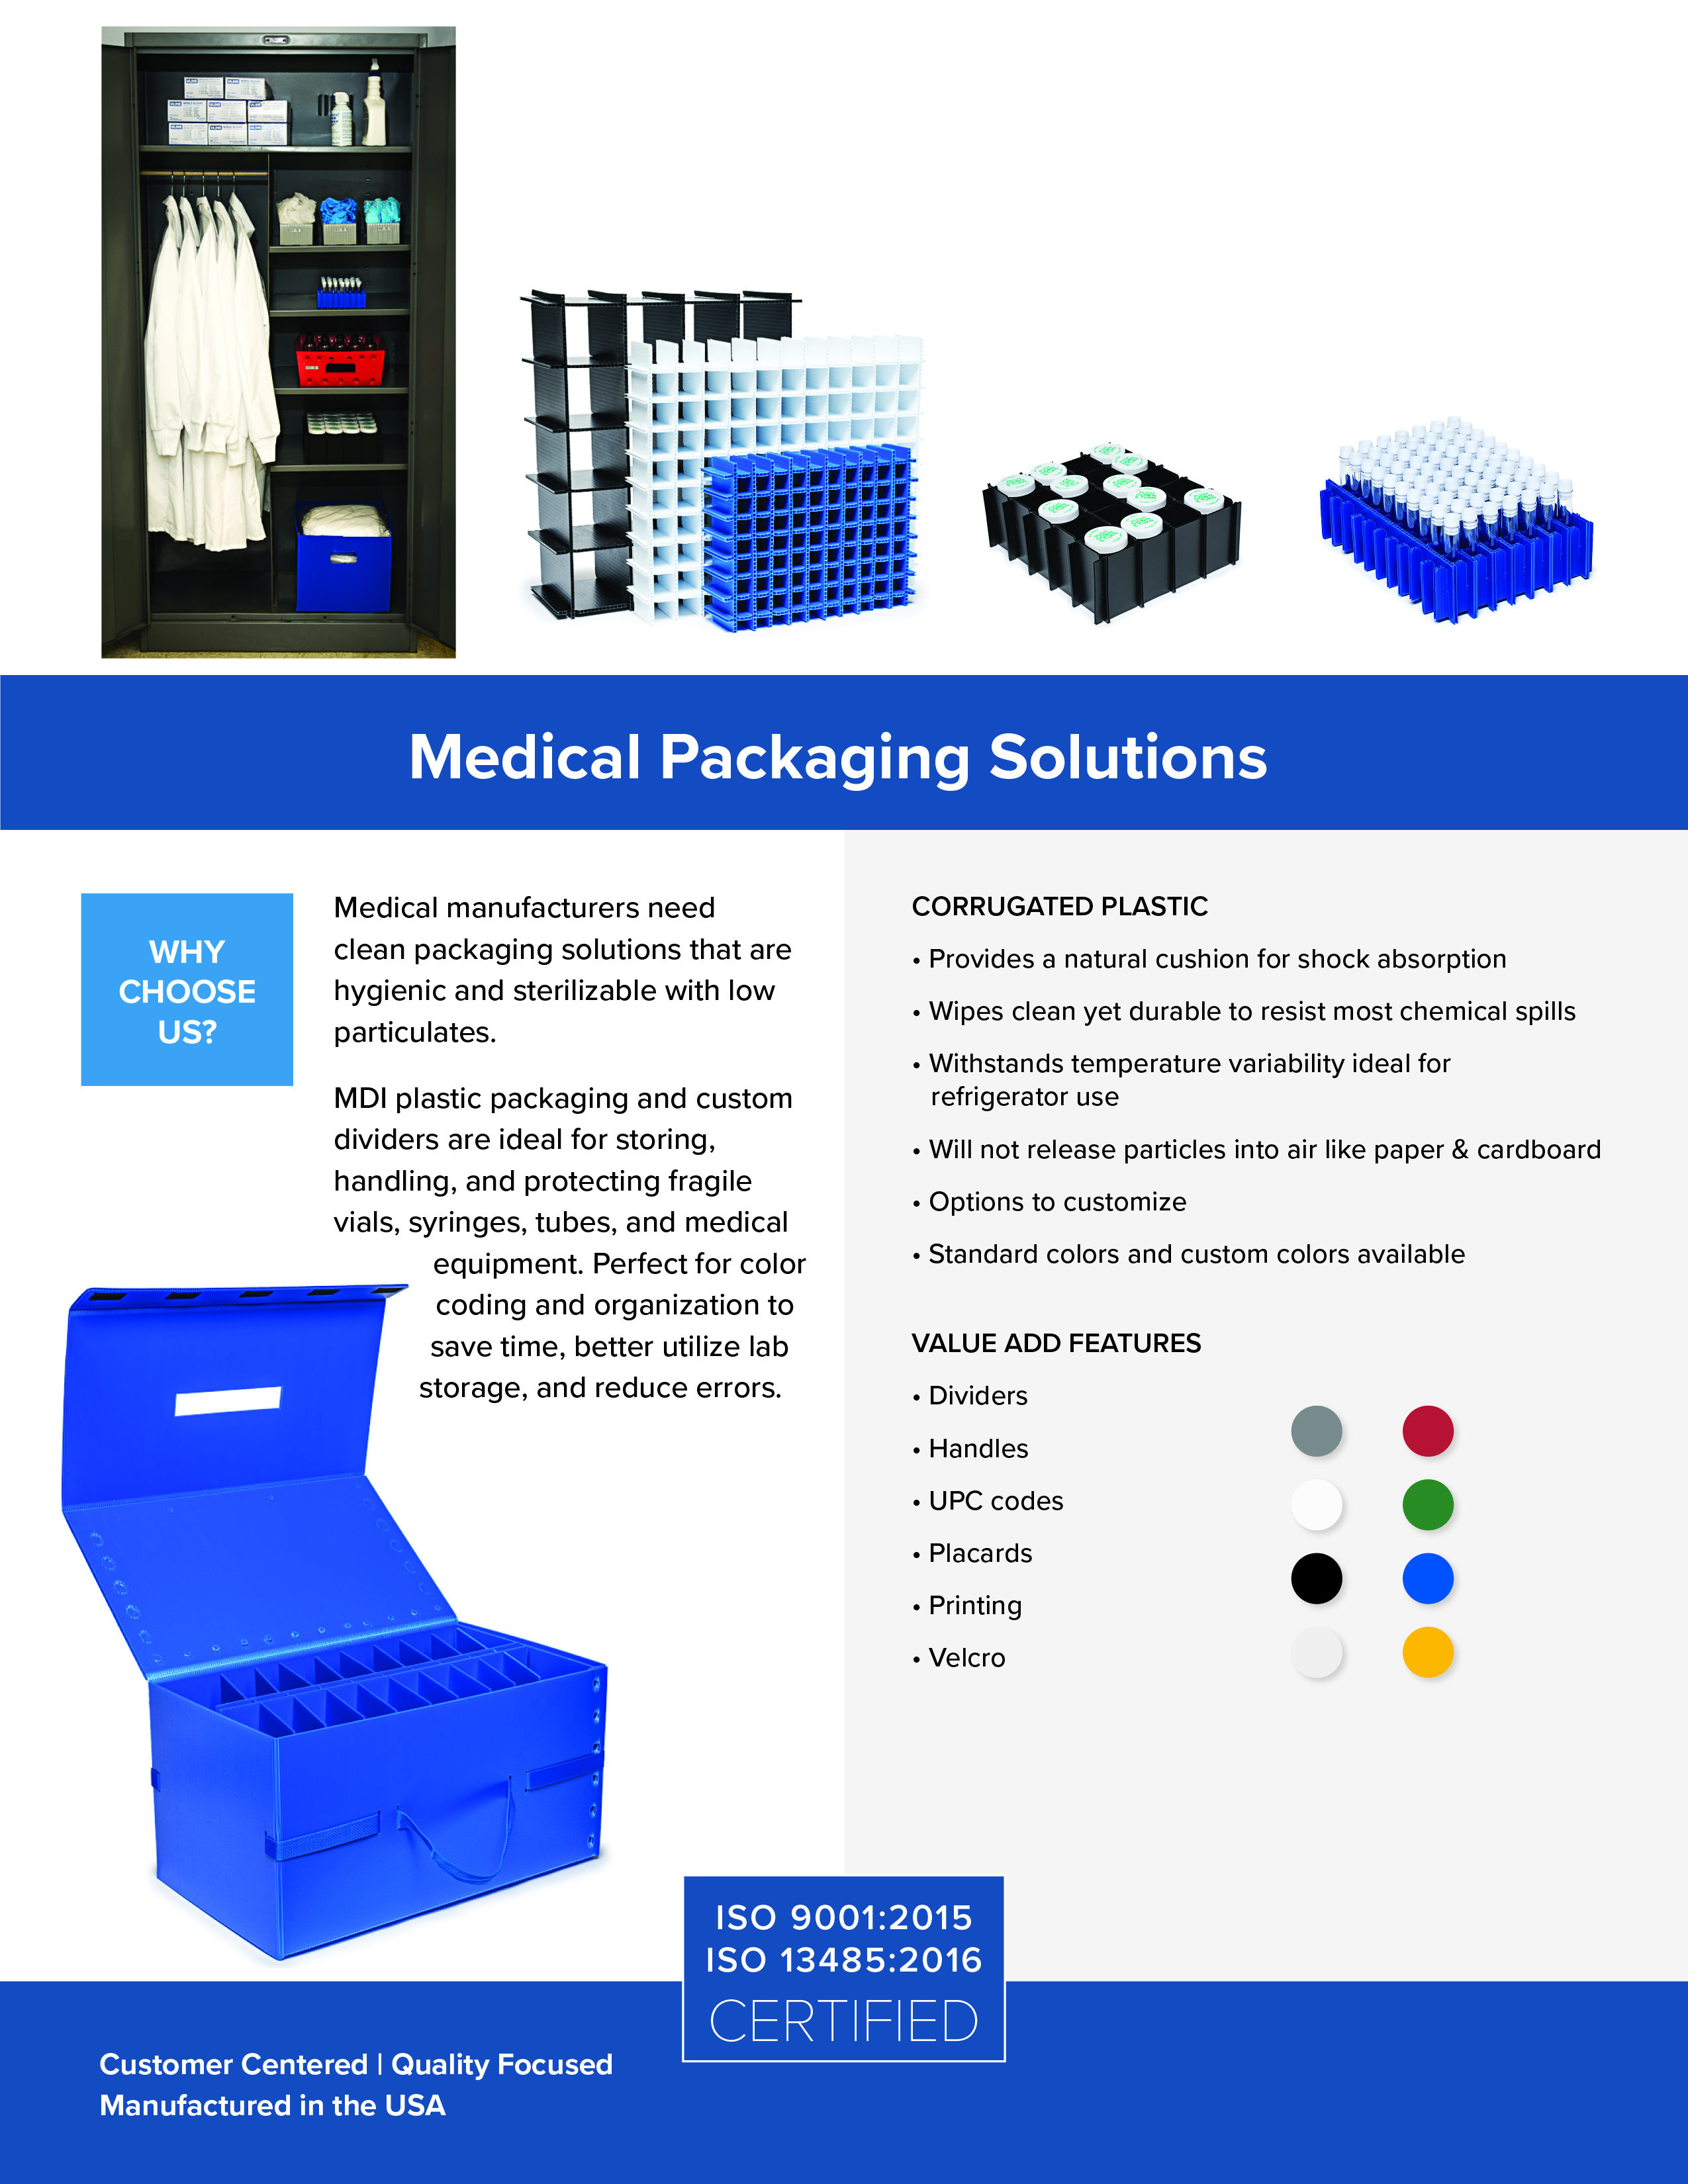 Medical Packaging Solutions
WHY
CHOOSE
US?
Medical manufacturers need
clean packaging solutions that are
hygienic and sterilizable with low
particulates.
MDI plastic packaging and custom
dividers are ideal for storing,
handling, and protecting fragile
vials, syringes, tubes, and medical
equipment. Perfect for color
coding and organization to
save time, better utilize lab
storage, and reduce errors.
CORRUGATED PLASTIC
• Provides a natural cushion for shock absorption
• Wipes clean yet durable to resist most chemical spills
• Withstands temperature variability ideal for
refrigerator use
• Will not release particles into air like paper & cardboard
• Options to customize
• Standard colors and custom colors available
VALUE ADD FEATURES
• Dividers
• Handles
• UPC codes
• Placards
• Printing
• Velcro
ISO 9001:2015
ISO 13485:2016
CERTIFIED
Customer Centered | Quality Focused
Manufactured in the USA